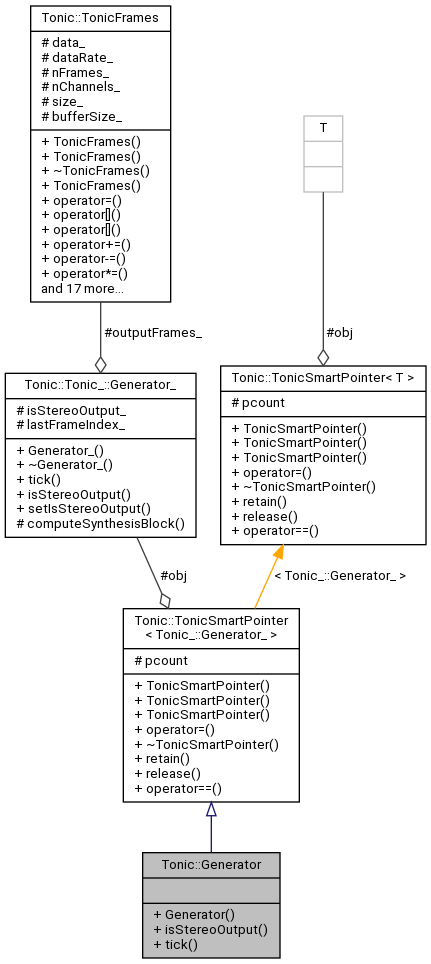 Tonic::TonicFrames
# data_
# dataRate_
# nFrames_
# nChannels_
# size_
# bufferSize_
+ TonicFrames()
+ TonicFrames()
+ ~TonicFrames()
+ TonicFrames()
+ operator=()
+ operator[]()
+ operator[]()
+ operator+=()
+ operator-=()
+ operator*=()
and 17 more...
T
#outputFrames_
#obj
Tonic::Tonic_::Generator_
# isStereoOutput_
# lastFrameIndex_
+ Generator_()
+ ~Generator_()
+ tick()
+ isStereoOutput()
+ setIsStereoOutput()
# computeSynthesisBlock()
Tonic::TonicSmartPointer< T >
# pcount
+ TonicSmartPointer()
+ TonicSmartPointer()
+ TonicSmartPointer()
+ operator=()
+ ~TonicSmartPointer()
+ retain()
+ release()
+ operator==()
#obj
< Tonic_::Generator_ >
Tonic::TonicSmartPointer
< Tonic_::Generator_ >
# pcount
+ TonicSmartPointer()
+ TonicSmartPointer()
+ TonicSmartPointer()
+ operator=()
+ ~TonicSmartPointer()
+ retain()
+ release()
+ operator==()
Tonic::Generator
+ Generator()
+ isStereoOutput()
+ tick()